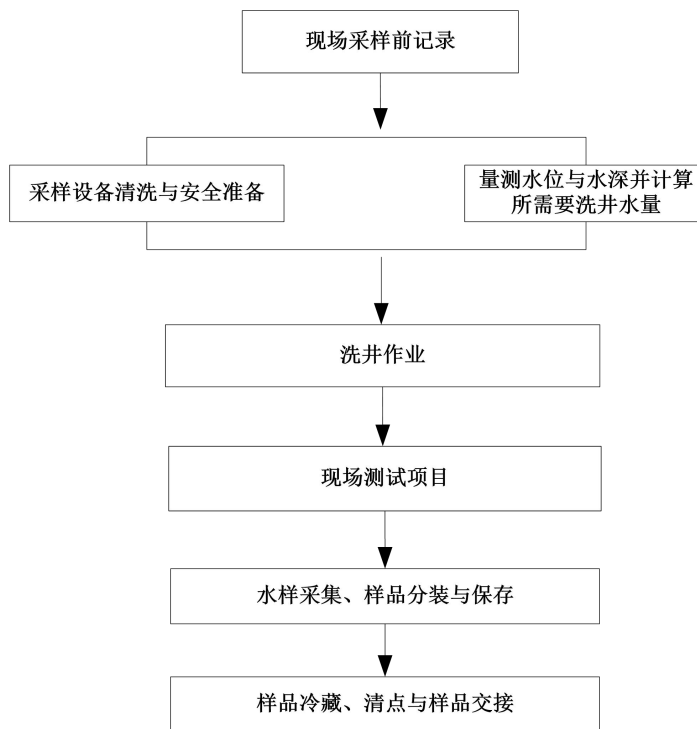 现场采样前记录
采样设备清洗与安全准备
量测水位与水深并计算
所需要洗井水量
洗井作业
现场测试项目
水样采集、样品分装与保存
样品冷藏、清点与样品交接